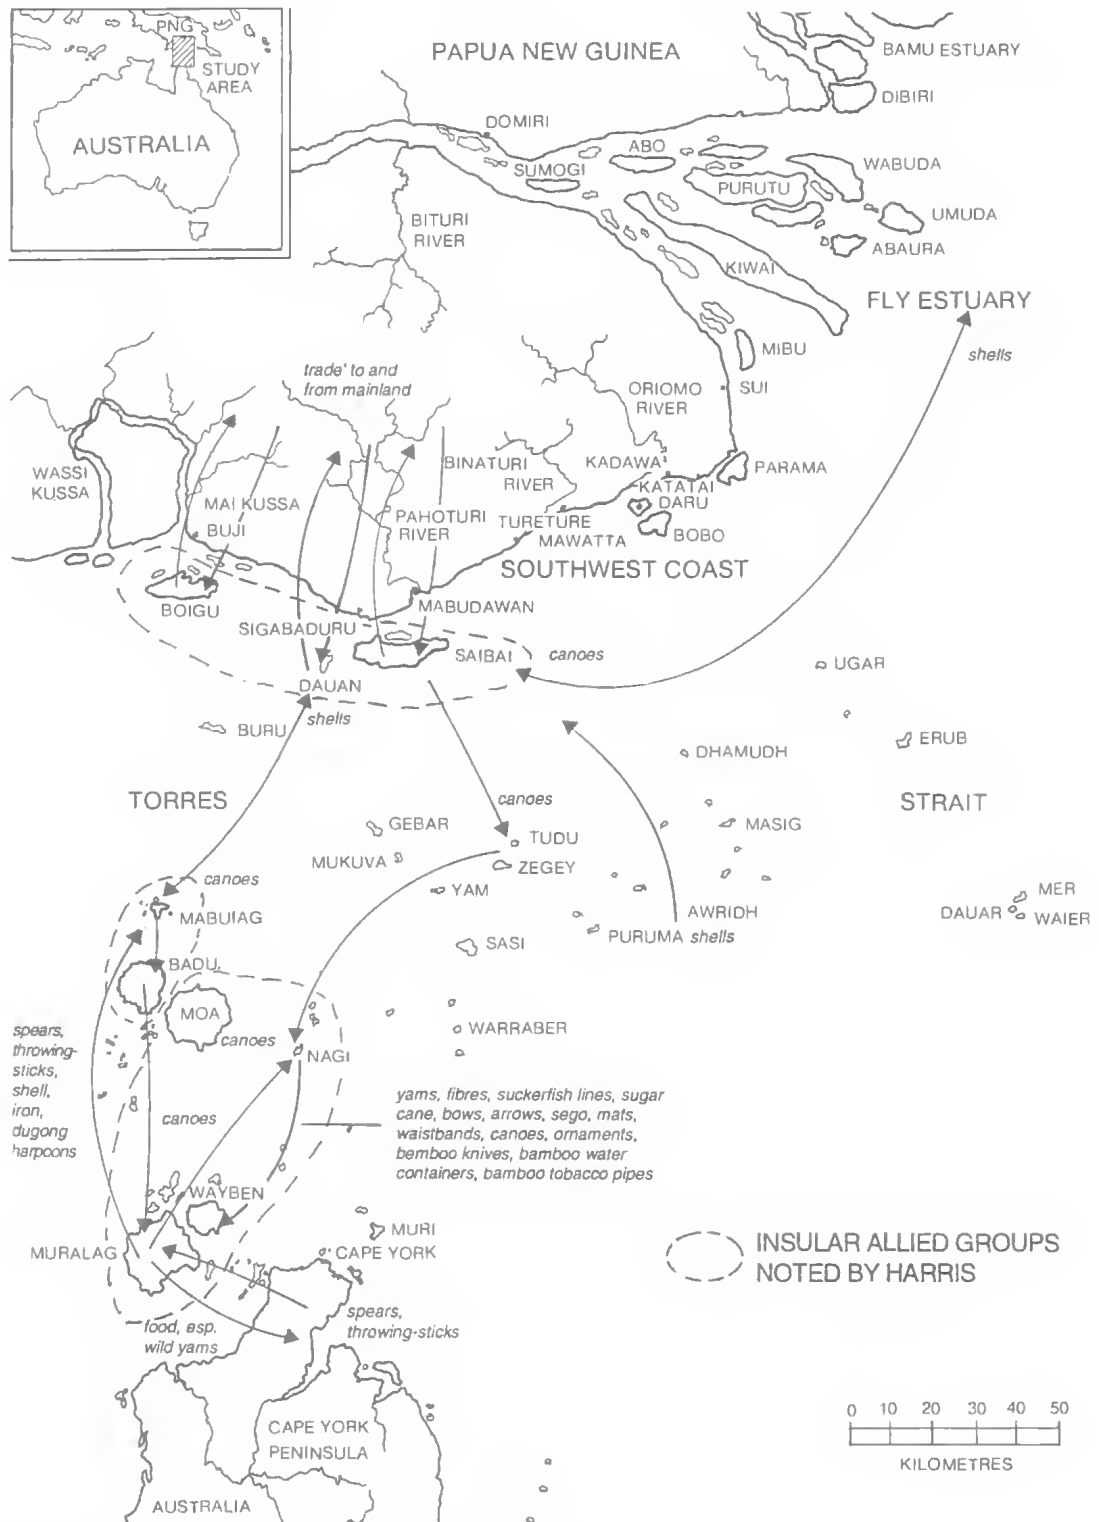 PNG
STUDY
AREA
AUSTRALIA
PAPUA NEW GUINEA
BAMU ESTUARY
DIBIRI
DOMIRI
ABO
SUMOGI
WABUDA
PURUTU
UMUDA
ABAURA
BITURI
RIVER
KIWAI
FLY ESTUARY
shells
MIBU
trade' to and
from mainland
ORIOMO
RIVER
SUI
WASSI
KUSSA
BINATURI
RIVER
KADAWA
PARAMA
KATATAI
DARU
MAI KUSSA
PAHOTURI
RIVER
BUJI
TURETURE
MAWATTA
BOBO
SOUTHWEST COAST
BOIGU
MABUDAWAN
SIGABADURU
SAIBAI
canoes
UGAR
DAUAN
shells
BURU
ERUB
DHAMUDH
TORRES
STRAIT
canoes
GEBAR
TUDU
MASIG
MUKUVA
ZEGEY
canoes
YAM
MER
MABUIAG
AWRIDH
DAUAR
WAIER
PURUMA shells
SASI
BADU
MOA
canoes
WARRABER
NAGI
spears,
throwing-
sticks,
shell,
iron,
dugong
harpoons
canoes
yams, fibres, suckerfish lines, sugar
cane, bows, arrows, sego, mats,
waistbands, canoes, ornaments,
bemboo knives, bamboo water
containers, bamboo tobacco pipes
WAYBEN
MURI
MURALAG
CAPE YORK
INSULAR ALLIED GROUPS
NOTED BY HARRIS
spears,
throwing-sticks
food, esp.
wild yams
0 10 20 30 40 50
KILOMETRES
CAPE YORK
PENINSULA
AUSTRALIA